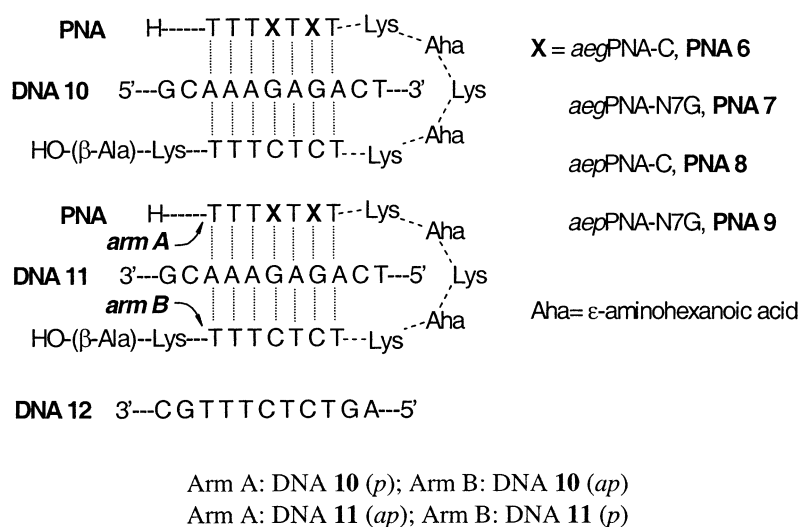 PNA H------T T T X T X T---Lys
Aha
DNA 10 5'---G C A A A G A G A C T---3' Lys
Aha
HO-(β-Ala)--Lys---T T T C T C T---Lys
PNA H------T T T X T X T---Lys
arm A Aha
DNA 11 3'---G C A A A G A G A C T---5' Lys
arm B Aha
HO-(β-Ala)--Lys---T T T C T C T---Lys
DNA 12 3'---C G T T T C T C T G A---5'
X = aegPNA-C, PNA 6
aegPNA-N7G, PNA 7
aepPNA-C, PNA 8
aepPNA-N7G, PNA 9
Aha= ε-aminohexanoic acid
Arm A: DNA 10 (p); Arm B: DNA 10 (ap)
Arm A: DNA 11 (ap); Arm B: DNA 11 (p)